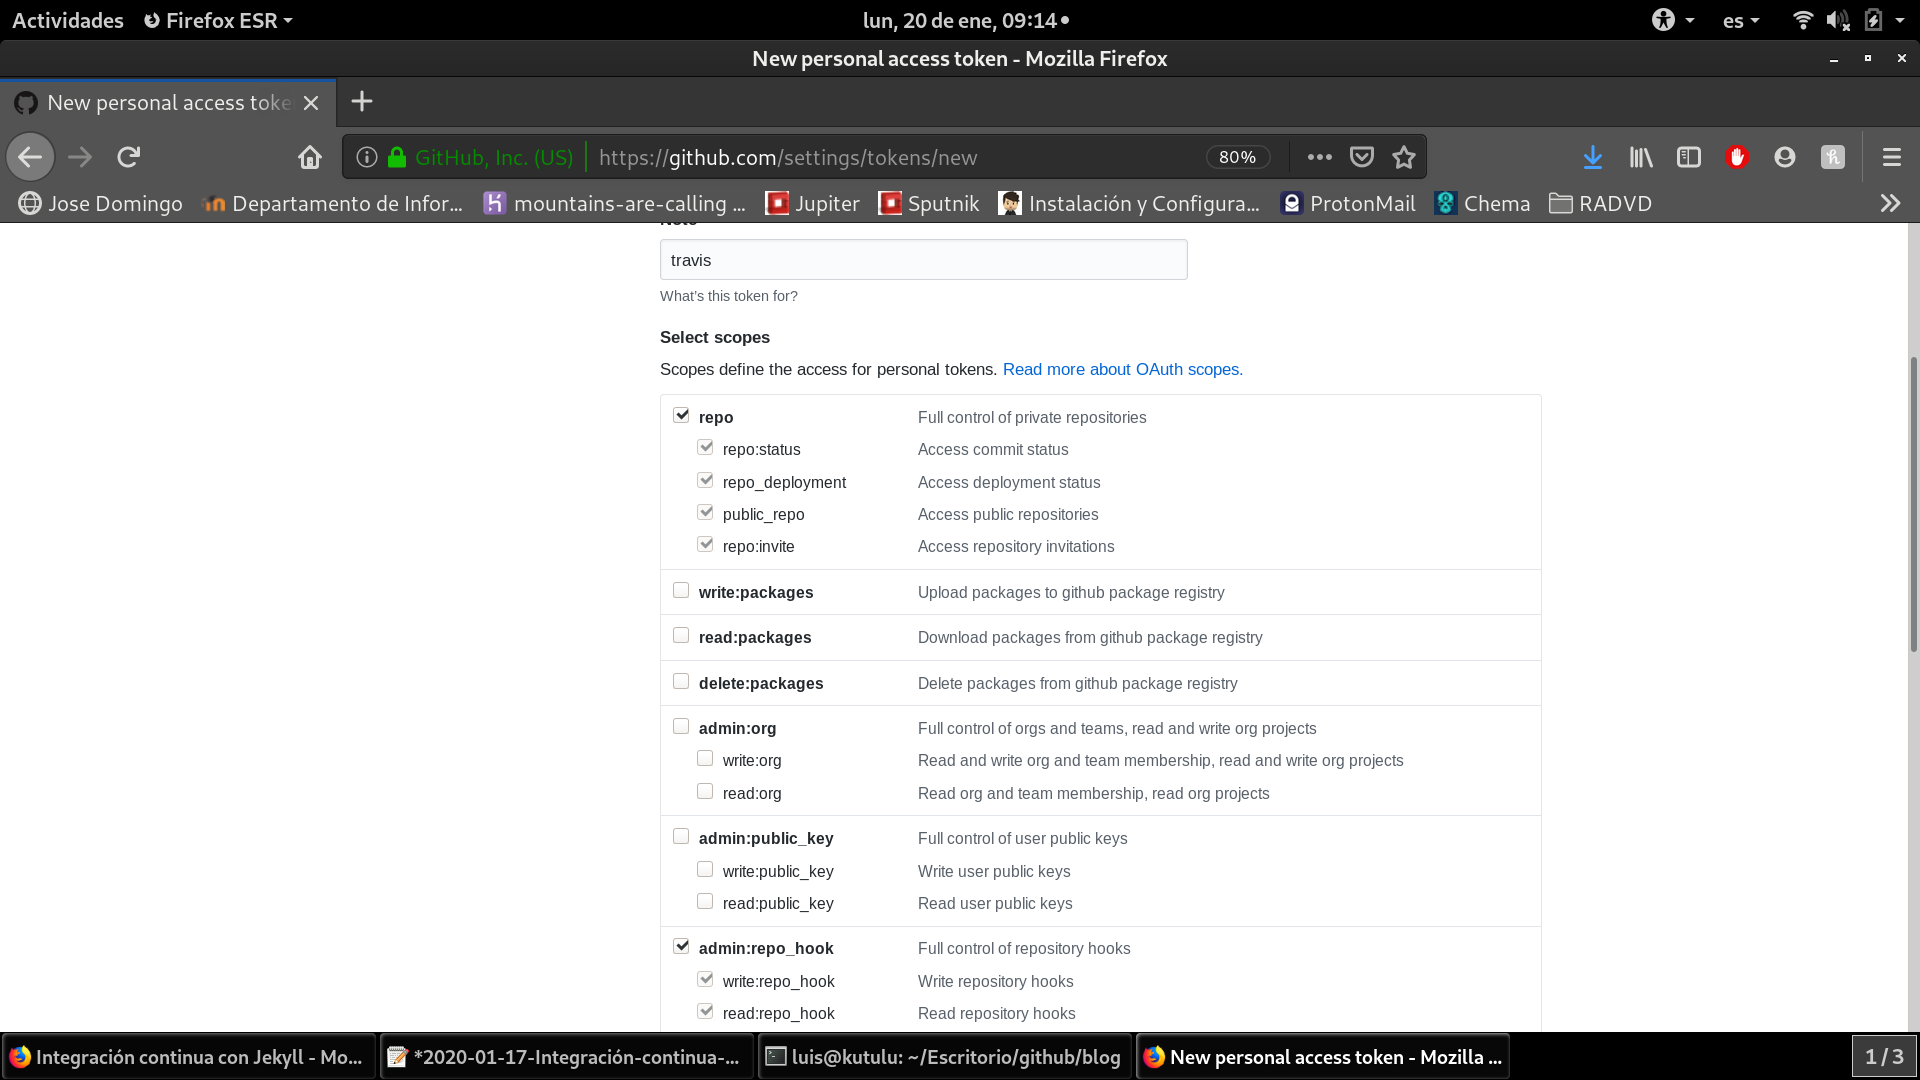 Actividades Firefox ESR lun, 20 de ene, 09:14 es
New personal access token - Mozilla Firefox
New personal access toke
GitHub, Inc. (US) https://github.com/settings/tokens/new 80%
Jose Domingo Departamento de Infor... mountains-are-calling ... Jupiter Sputnik Instalación y Configura... ProtonMail Chema RADVD
Note
travis
What's this token for?
Select scopes
Scopes define the access for personal tokens. Read more about OAuth scopes.
repo Full control of private repositories
repo:status Access commit status
repo_deployment Access deployment status
public_repo Access public repositories
repo:invite Access repository invitations
write:packages Upload packages to github package registry
read:packages Download packages from github package registry
delete:packages Delete packages from github package registry
admin:org Full control of orgs and teams, read and write org projects
write:org Read and write org and team membership, read and write org projects
read:org Read org and team membership, read org projects
admin:public_key Full control of user public keys
write:public_key Write user public keys
read:public_key Read user public keys
admin:repo_hook Full control of repository hooks
write:repo_hook Write repository hooks
read:repo_hook Read repository hooks
Integración continua con Jekyll - Mo... *2020-01-17-Integración-continua-... luis@kutulu: ~/Escritorio/github/blog New personal access token - Mozilla ... 1 / 3